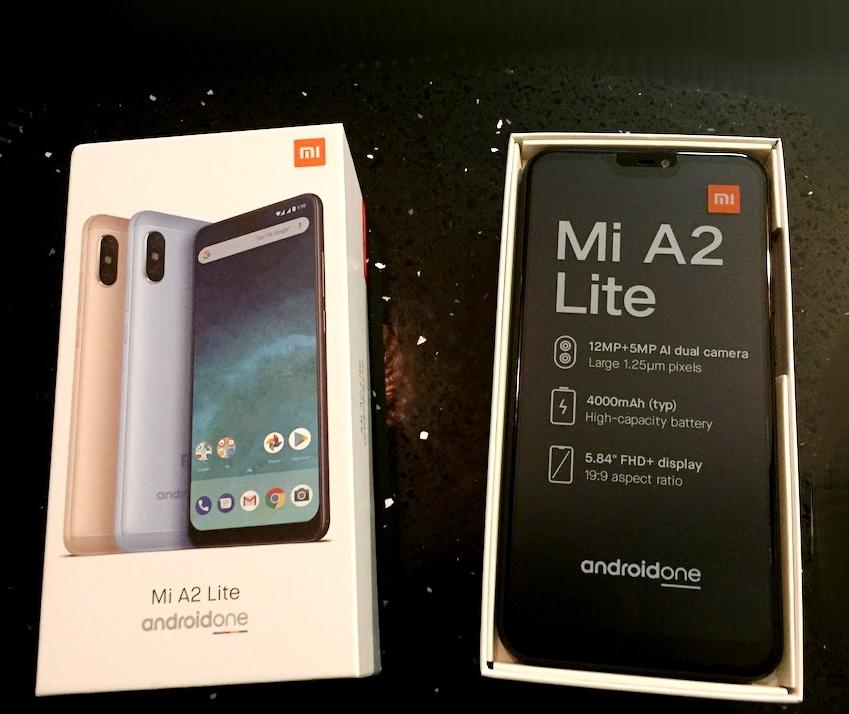 mi
Mi A2 Lite
androidone
mi
Mi A2
Lite
12MP+5MP AI dual camera
Large 1.25μm pixels
4000mAh (typ)
High-capacity battery
5.84" FHD+ display
19:9 aspect ratio
androidone